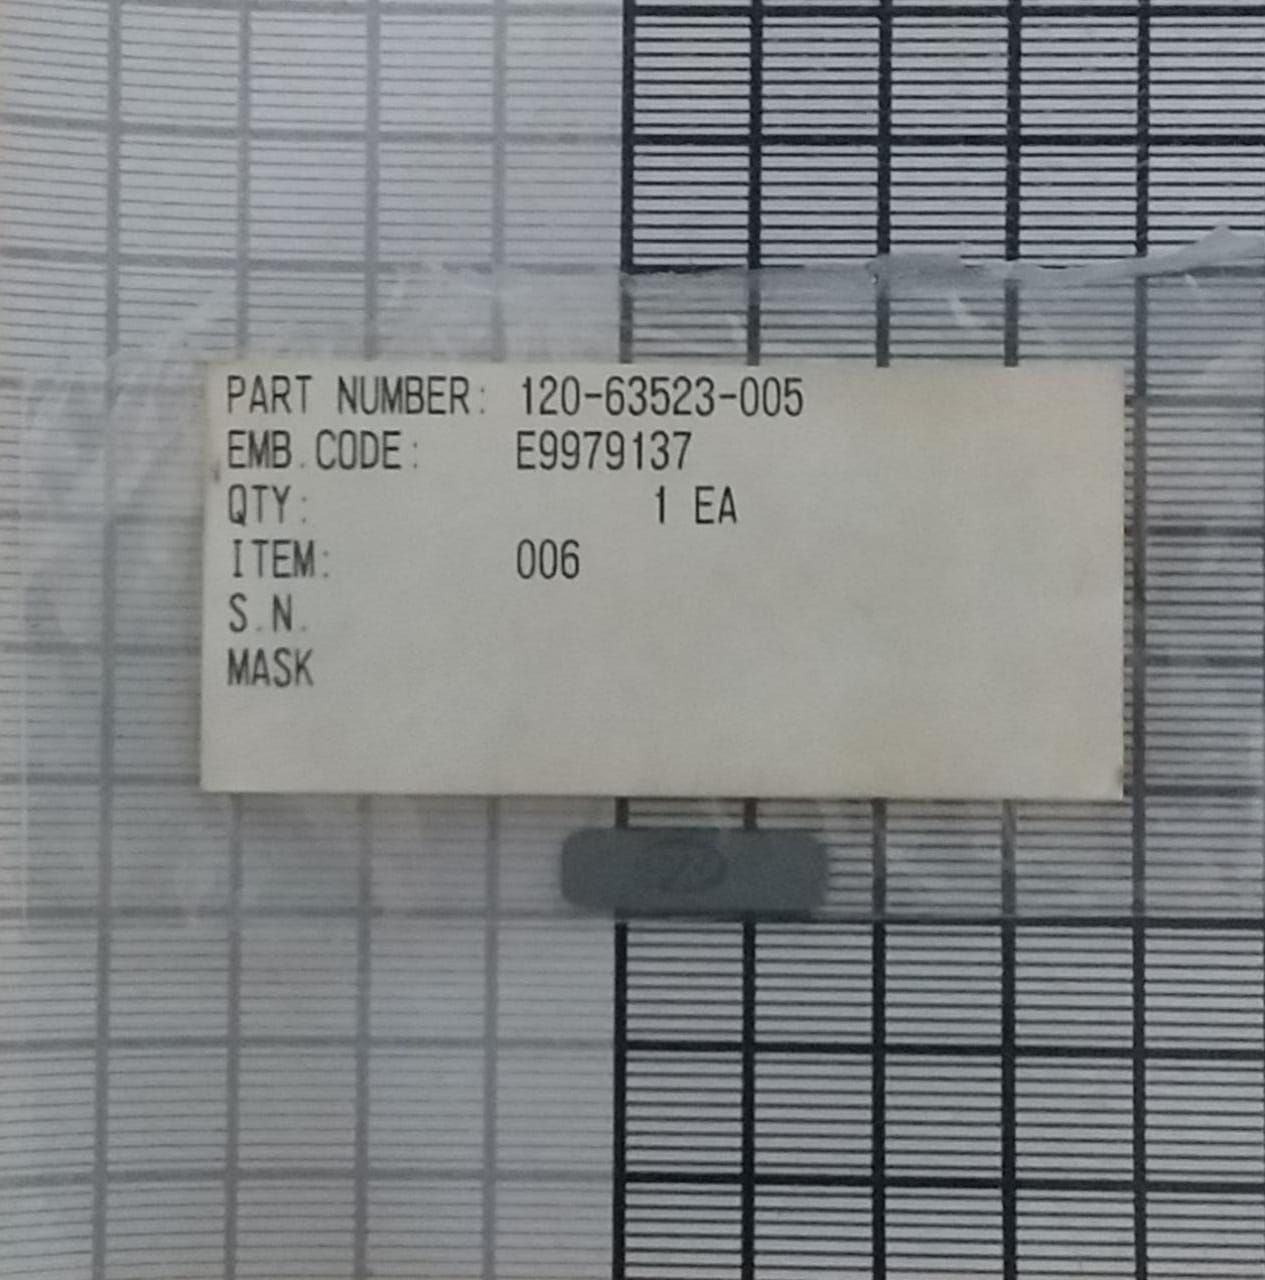 PART NUMBER: 120-63523-005
EMB.CODE: E9979137
QTY: 1 EA
ITEM: 006
S.N.
MASK